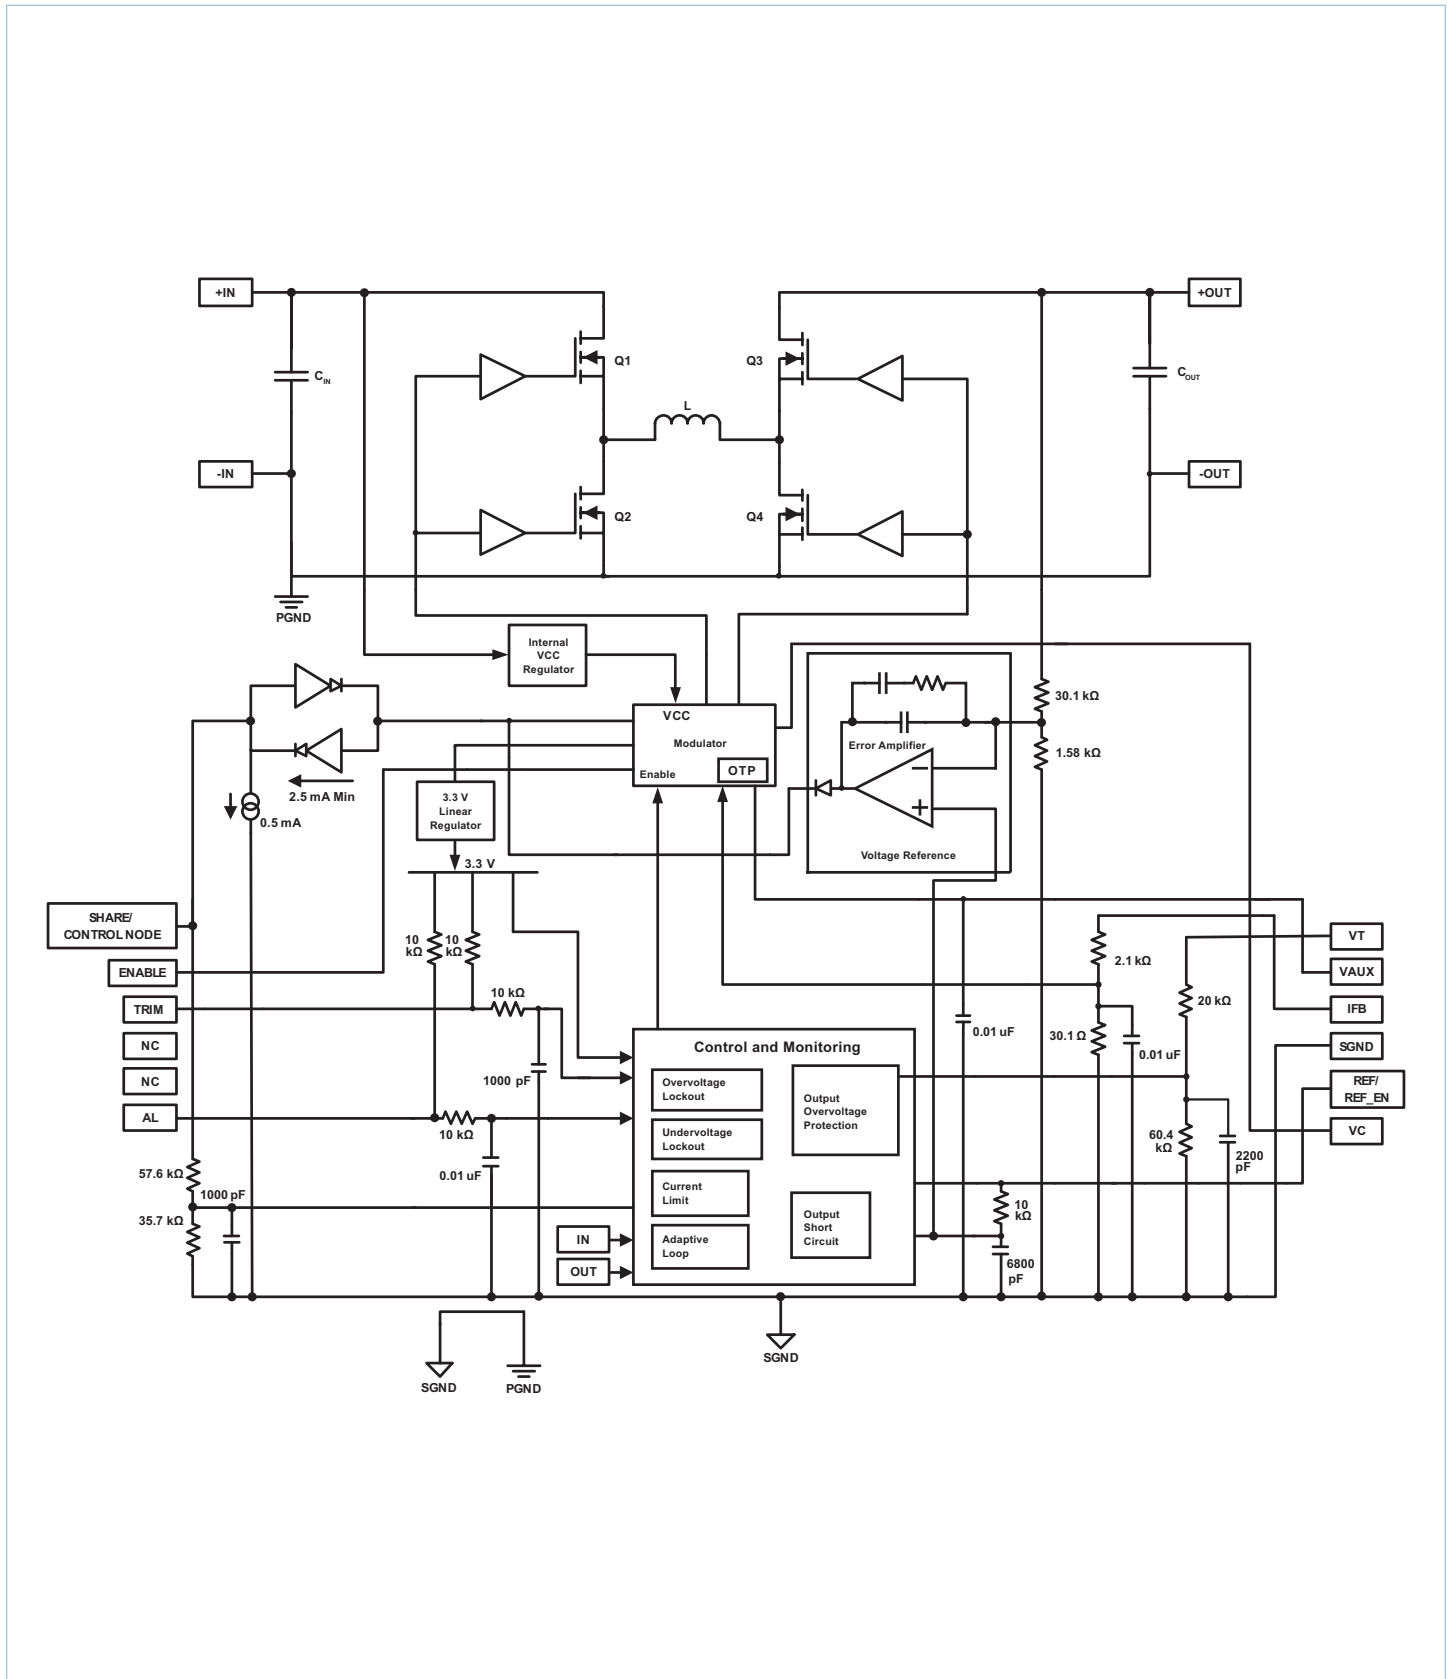 +IN
+OUT
Q1
Q3
C_IN
C_OUT
L
-IN
-OUT
Q2
Q4
PGND
Internal
VCC
Regulator
VCC
Modulator
Enable
OTP
30.1 kΩ
1.58 kΩ
Error Amplifier
−
+
Voltage Reference
2.5 mA Min
0.5 mA
3.3 V
Linear
Regulator
3.3 V
SHARE/
CONTROL NODE
ENABLE
TRIM
NC
NC
AL
10
kΩ
10
kΩ
10 kΩ
1000 pF
10 kΩ
0.01 uF
57.6 kΩ
1000 pF
35.7 kΩ
IN
OUT
Control and Monitoring
Overvoltage
Lockout
Undervoltage
Lockout
Current
Limit
Adaptive
Loop
Output
Overvoltage
Protection
Output
Short
Circuit
0.01 uF
2.1 kΩ
30.1 Ω
0.01 uF
20 kΩ
60.4
kΩ
2200
pF
10
kΩ
6800
pF
VT
VAUX
IFB
SGND
REF/
REF_EN
VC
SGND
SGND
PGND